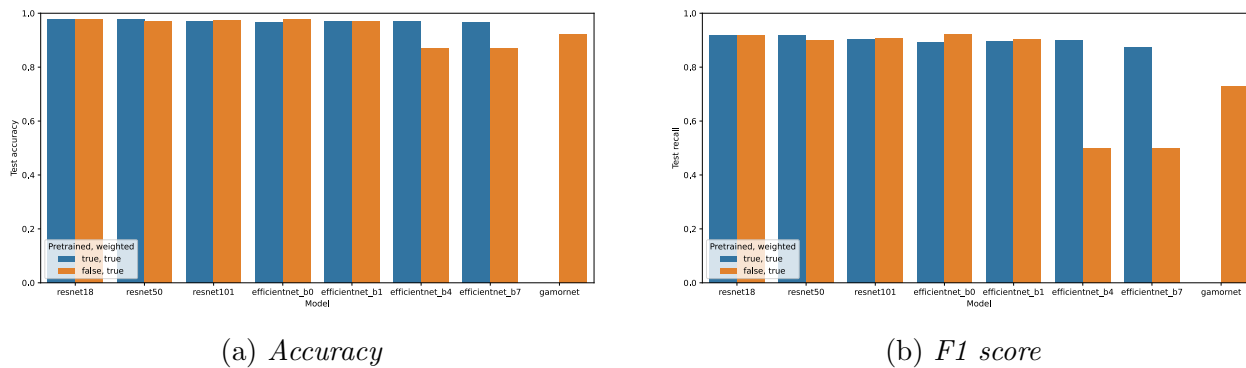 1.0
0.8
0.6
0.4
0.2
0.0
Test accuracy
Pretrained, weighted
true, true
false, true
resnet18 resnet50 resnet101 efficientnet_b0 efficientnet_b1 efficientnet_b4 efficientnet_b7 gamornet
Model
(a) Accuracy
1.0
0.8
0.6
0.4
0.2
0.0
Test recall
Pretrained, weighted
true, true
false, true
resnet18 resnet50 resnet101 efficientnet_b0 efficientnet_b1 efficientnet_b4 efficientnet_b7 gamornet
Model
(b) F1 score